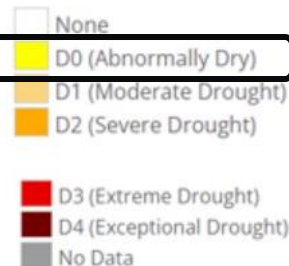 None
D0 (Abnormally Dry)
D1 (Moderate Drought)
D2 (Severe Drought)
D3 (Extreme Drought)
D4 (Exceptional Drought)
No Data